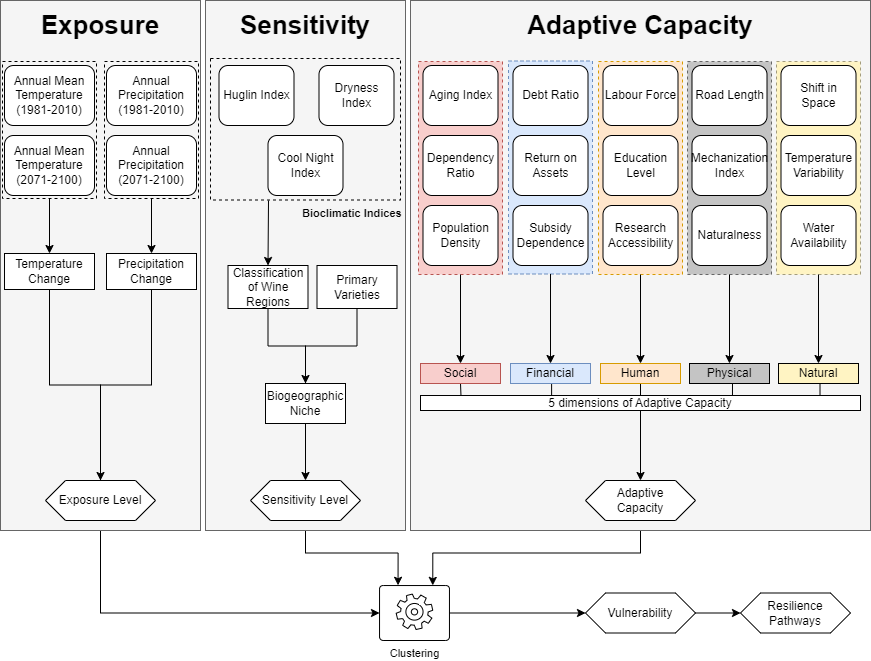 Exposure
Annual Mean
Temperature
(1981-2010)
Annual
Precipitation
(1981-2010)
Annual Mean
Temperature
(2071-2100)
Annual
Precipitation
(2071-2100)
Temperature
Change
Precipitation
Change
Exposure Level
Sensitivity
Huglin Index
Dryness
Index
Cool Night
Index
Bioclimatic Indices
Classification
of Wine
Regions
Primary
Varieties
Biogeographic
Niche
Sensitivity Level
Adaptive Capacity
Aging Index
Debt Ratio
Labour Force
Road Length
Shift in
Space
Dependency
Ratio
Return on
Assets
Education
Level
Mechanization
Index
Temperature
Variability
Population
Density
Subsidy
Dependence
Research
Accessibility
Naturalness
Water
Availability
Social
Financial
Human
Physical
Natural
5 dimensions of Adaptive Capacity
Adaptive
Capacity
Clustering
Vulnerability
Resilience
Pathways